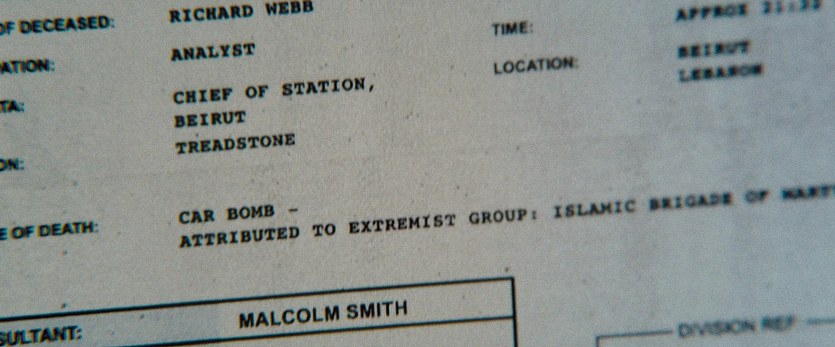 OF DECEASED: RICHARD WEBB
ATION: ANALYST
TA: CHIEF OF STATION,
BEIRUT
ON: TREADSTONE
E OF DEATH: CAR BOMB -
ATTRIBUTED TO EXTREMIST GROUP: ISLAMIC BRIGADE OF
TIME: APPROX
LOCATION: BEIRUT
LEBANON
SULTANT: MALCOLM SMITH
DIVISION REF